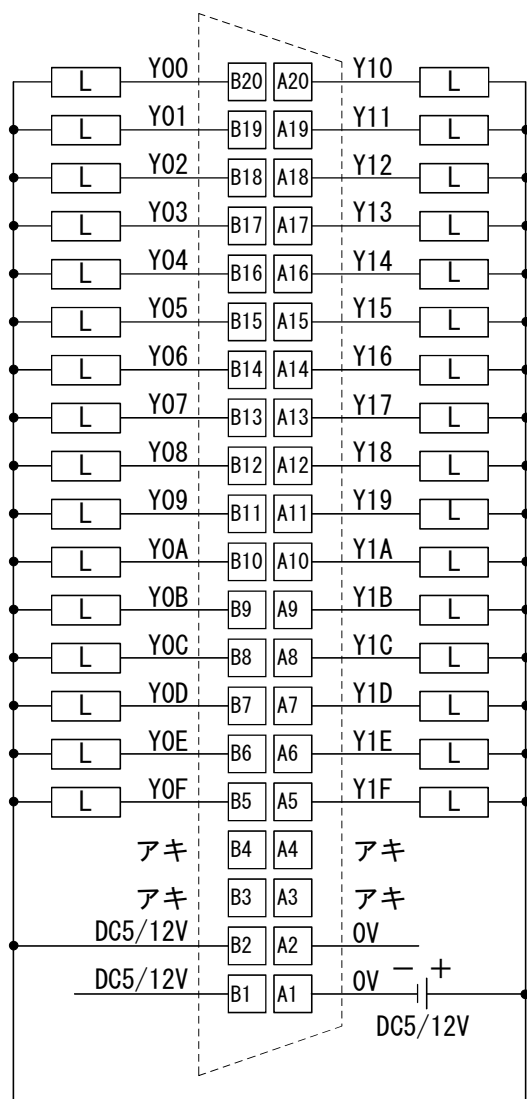 L Y00 B20 A20 Y10 L
L Y01 B19 A19 Y11 L
L Y02 B18 A18 Y12 L
L Y03 B17 A17 Y13 L
L Y04 B16 A16 Y14 L
L Y05 B15 A15 Y15 L
L Y06 B14 A14 Y16 L
L Y07 B13 A13 Y17 L
L Y08 B12 A12 Y18 L
L Y09 B11 A11 Y19 L
L Y0A B10 A10 Y1A L
L Y0B B9 A9 Y1B L
L Y0C B8 A8 Y1C L
L Y0D B7 A7 Y1D L
L Y0E B6 A6 Y1E L
L Y0F B5 A5 Y1F L
アキ B4 A4 アキ
アキ B3 A3 アキ
DC5/12V B2 A2 0V
DC5/12V B1 A1 0V − +
DC5/12V